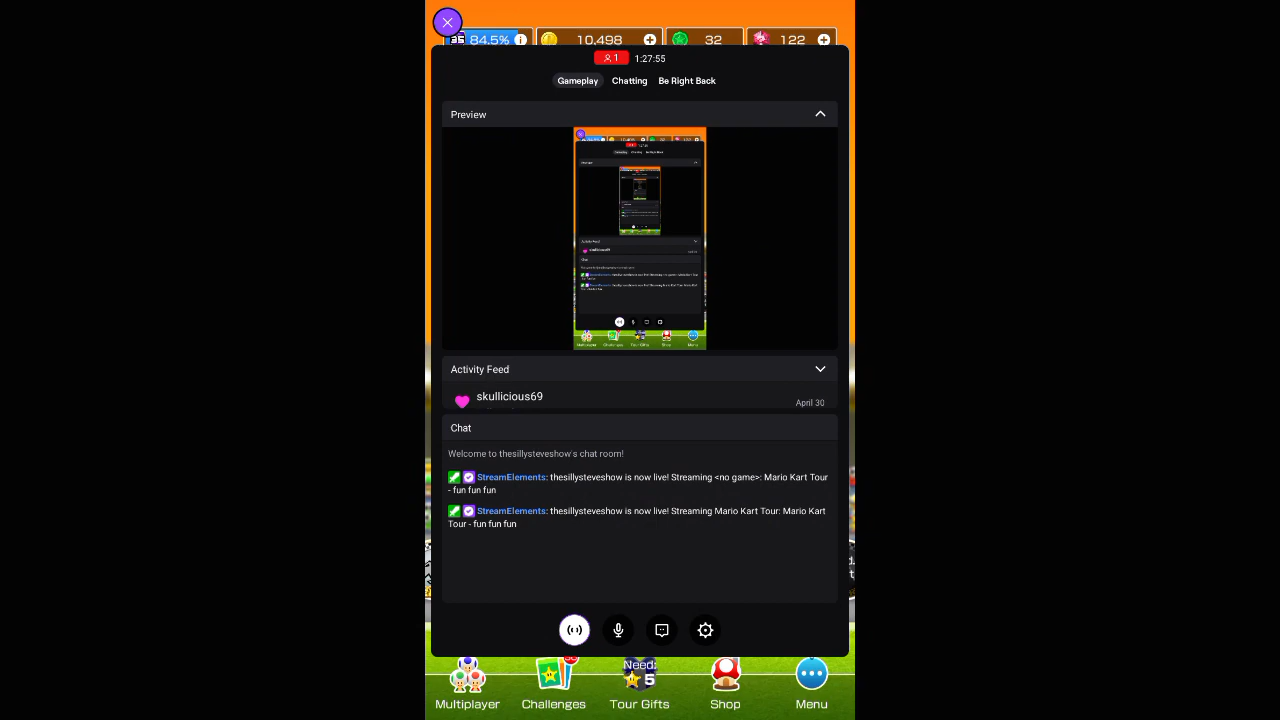 84.5% i 10,498 32 122
1 1:27:55
Gameplay Chatting Be Right Back
Preview
Activity Feed
skullicious69
April 30
Chat
Welcome to thesillysteveshow's chat room!
StreamElements: thesillysteveshow is now live! Streaming <no game>: Mario Kart Tour
- fun fun fun
StreamElements: thesillysteveshow is now live! Streaming Mario Kart Tour: Mario Kart
Tour - fun fun fun
Need:
5
Multiplayer Challenges Tour Gifts Shop Menu